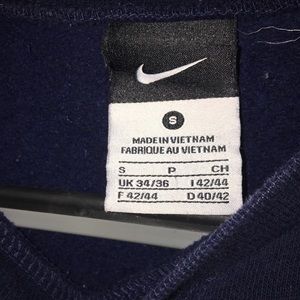 S
MADE IN VIETNAM
FABRIQUE AU VIETNAM
S P CH
UK 34/36 I 42/44
F 42/44 D 40/42